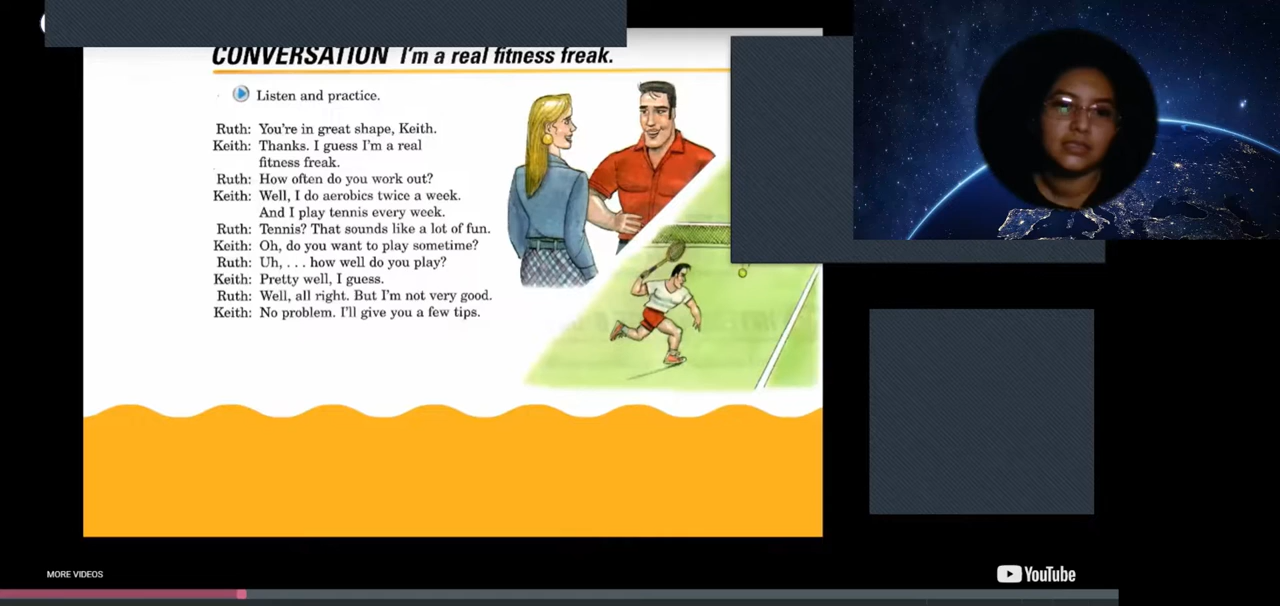 CONVERSATION I'm a real fitness freak.
Listen and practice.
Ruth: You're in great shape, Keith.
Keith: Thanks. I guess I'm a real
fitness freak.
Ruth: How often do you work out?
Keith: Well, I do aerobics twice a week.
And I play tennis every week.
Ruth: Tennis? That sounds like a lot of fun.
Keith: Oh, do you want to play sometime?
Ruth: Uh, . . . how well do you play?
Keith: Pretty well, I guess.
Ruth: Well, all right. But I'm not very good.
Keith: No problem. I'll give you a few tips.
MORE VIDEOS
YouTube